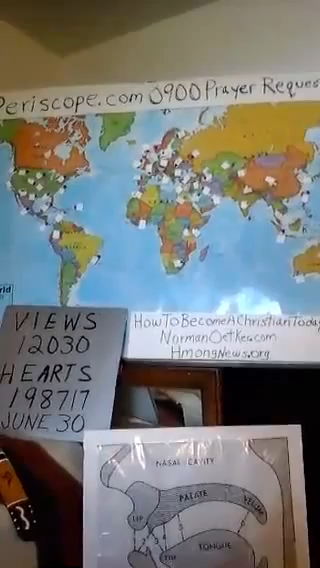 Periscope.com 0900 Prayer Reques
VIEWS
12030
HEARTS
198717
JUNE 30
HowToBecomeAChristianToday
NormanOetker.com
HmongNews.org
NASAL CAVITY
PALATE
VELUM
LIP
TIP
TONGUE